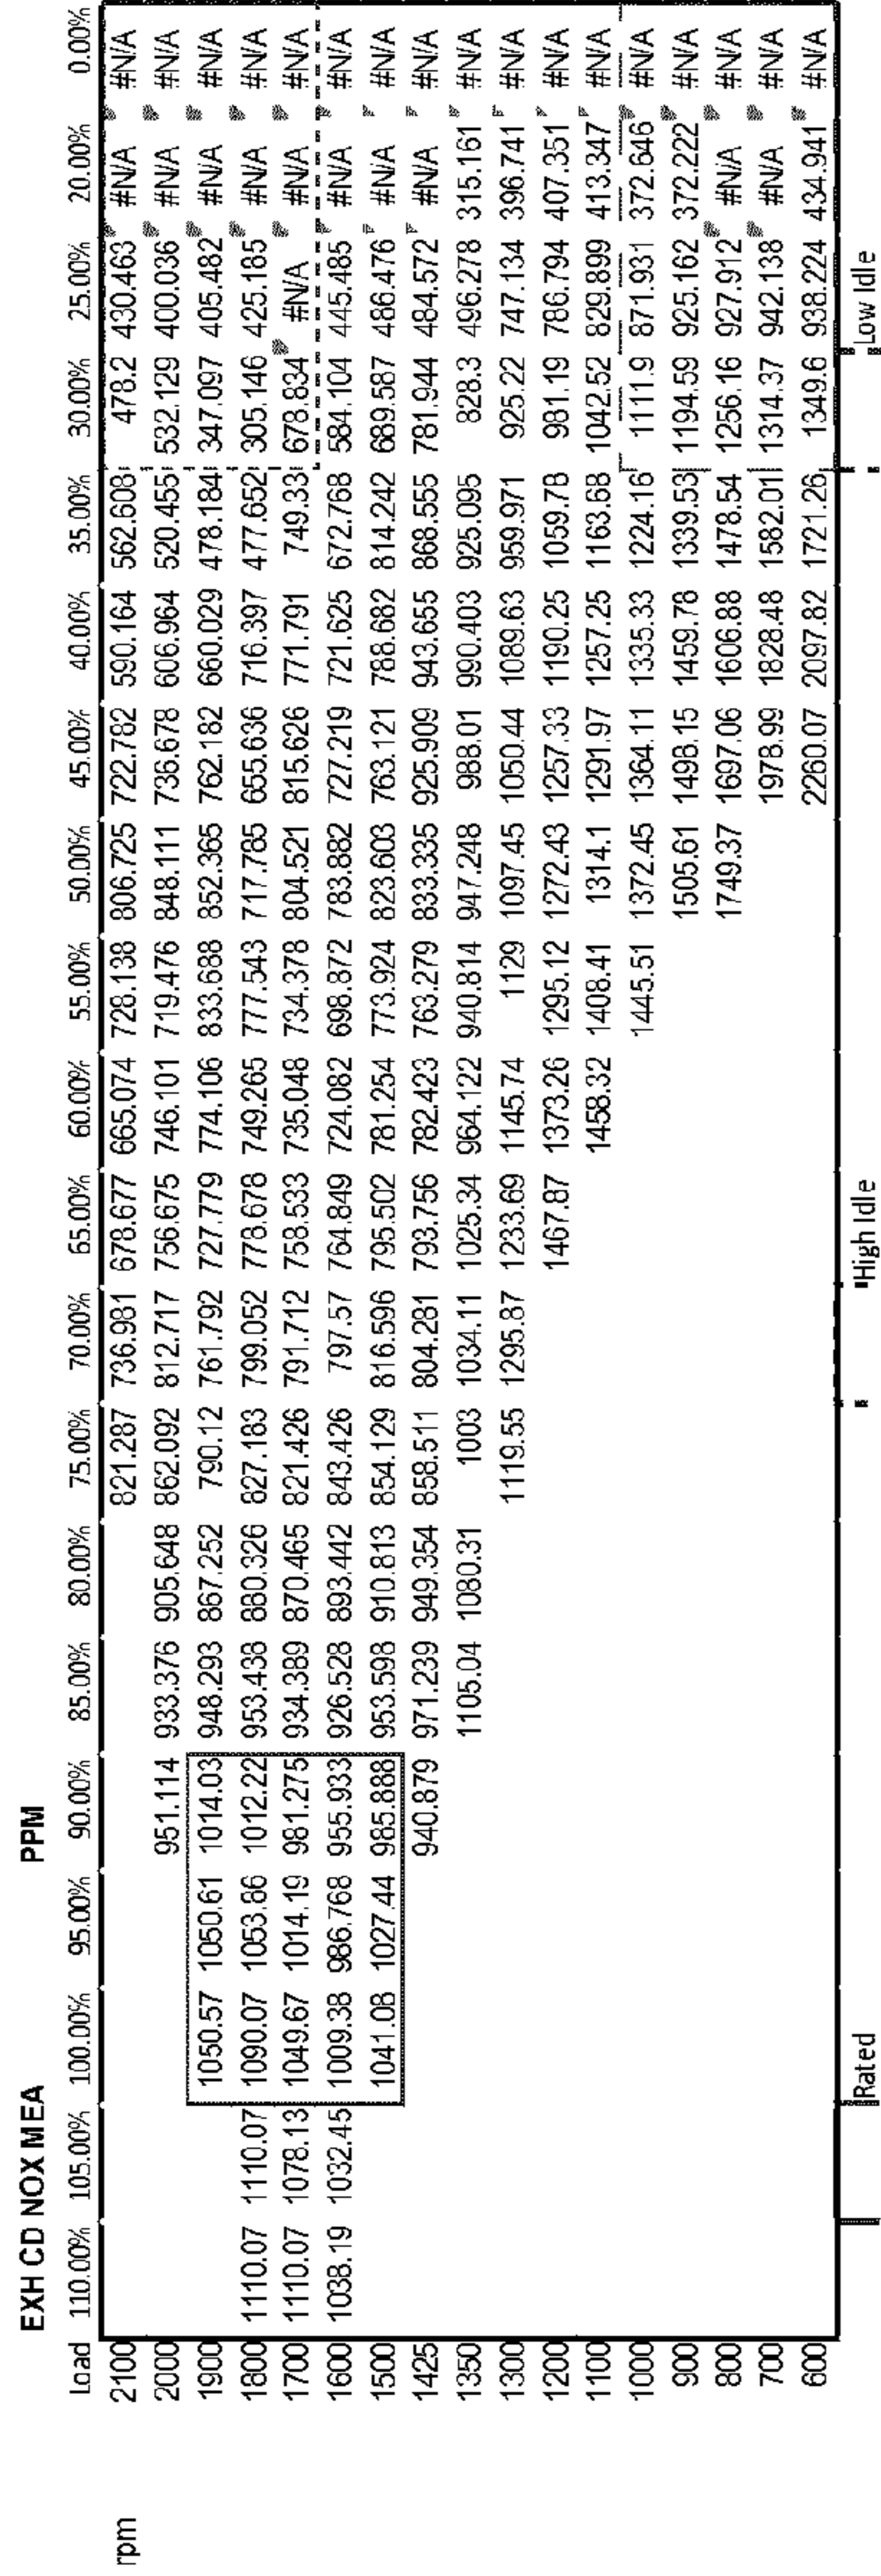 EXH CD NOX MEA PPM
Load 110.00% 105.00% 100.00% 95.00% 90.00% 85.00% 80.00% 75.00% 70.00% 65.00% 60.00% 55.00% 50.00% 45.00% 40.00% 35.00% 30.00% 25.00% 20.00% 0.00%
rpm 2100 821.287 736.981 678.677 665.074 728.138 806.725 722.782 590.164 562.608 478.2 430.463 #N/A #N/A
2000 951.114 933.376 905.648 862.092 812.717 756.675 746.101 719.476 848.111 736.678 606.964 520.455 532.129 400.036 #N/A #N/A
1900 1050.57 1050.61 1014.03 948.293 867.252 790.12 761.792 727.779 774.106 833.688 852.365 762.182 660.029 478.184 347.097 405.482 #N/A #N/A
1800 1110.07 1110.07 1090.07 1053.86 1012.22 953.438 880.326 827.183 799.052 778.678 749.265 777.543 717.785 655.636 716.397 477.652 305.146 425.185 #N/A #N/A
1700 1110.07 1078.13 1049.67 1014.19 981.275 934.389 870.465 821.426 791.712 758.533 735.048 734.378 804.521 815.626 771.791 749.33 678.834 #N/A #N/A #N/A
1600 1038.19 1032.45 1009.38 986.768 955.933 926.528 893.442 843.426 797.57 764.849 724.082 698.872 783.882 727.219 721.625 672.768 584.104 445.485 #N/A #N/A
1500 1041.08 1027.44 985.888 953.598 910.813 854.129 816.596 795.502 781.254 773.924 823.603 763.121 788.682 814.242 689.587 486.476 #N/A #N/A
1425 940.879 971.239 949.354 858.511 804.281 793.756 782.423 763.279 833.335 925.909 943.655 868.555 781.944 484.572 #N/A #N/A
1350 1105.04 1080.31 1003 1034.11 1025.34 964.122 940.814 947.248 988.01 990.403 925.095 828.3 496.278 315.161 #N/A
1300 1119.55 1295.87 1233.69 1145.74 1129 1097.45 1050.44 1089.63 959.971 925.22 747.134 396.741 #N/A
1200 1467.87 1373.26 1295.12 1272.43 1257.33 1190.25 1059.78 981.19 786.794 407.351 #N/A
1100 1458.32 1408.41 1314.1 1291.97 1257.25 1163.68 1042.52 829.899 413.347 #N/A
1000 1445.51 1372.45 1364.11 1335.33 1224.16 1111.9 871.931 372.646 #N/A
900 1505.61 1498.15 1459.78 1339.53 1194.59 925.162 372.222 #N/A
800 1749.37 1697.06 1606.88 1478.54 1256.16 927.912 #N/A #N/A
700 1978.99 1828.48 1582.01 1314.37 942.138 #N/A #N/A
600 2260.07 2097.82 1721.26 1349.6 938.224 434.941 #N/A
Rated High Idle Low Idle